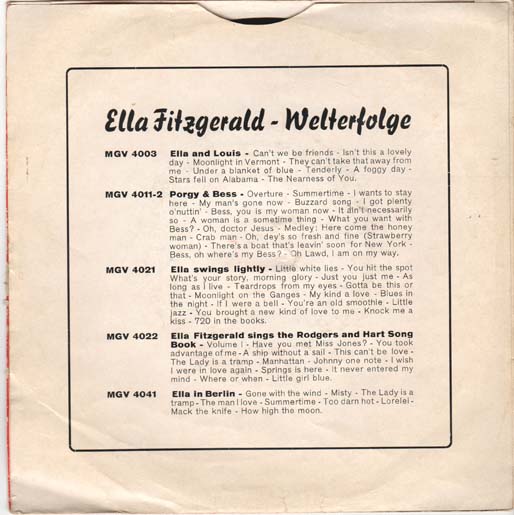 Ella Fitzgerald - Welterfolge
MGV 4003 Ella and Louis - Can't we be friends - Isn't this a lovely
day - Moonlight in Vermont - They can't take that away from
me - Under a blanket of blue - Tenderly - A foggy day -
Stars fell on Alabama - The Nearness of You.
MGV 4011-2 Porgy & Bess - Overture - Summertime - I wants to stay
here - My man's gone now - Buzzard song - I got plenty
o'nuttin' - Bess, you is my woman now - It din't necessarily
so - A woman is a sometime thing - What you want with
Bess? - Oh, doctor Jesus - Medley: Here come the honey
man - Crab man - Oh, dey's so fresh and fine (Strawberry
woman) - There's a boat that's leavin' soon for New York -
Bess, oh where's my Bess? - Oh Lawd, I am on my way.
MGV 4021 Ella swings lightly - Little white lies - You hit the spot
What's your story, morning glory - Just you just me - As
long as I live - Teardrops from my eyes - Gotta be this or
that - Moonlight on the Ganges - My kind a love - Blues in
the night - If I were a bell - You're an old smoothie - Little
jazz - You brought a new kind of love to me - Knock me a
kiss - 720 in the books.
MGV 4022 Ella Fitzgerald sings the Rodgers and Hart Song
Book - Volume I - Have you met Miss Jones? - You took
advantage of me - A ship without a sail - This can't be love -
The Lady is a tramp - Manhattan - Johnny one note - I wish
I were in love again - Springs is here - It never entered my
mind - Where or when - Little girl blue.
MGV 4041 Ella in Berlin - Gone with the wind - Misty - The Lady is a
tramp - The man I love - Summertime - Too darn hot - Lorelei -
Mack the knife - How high the moon.